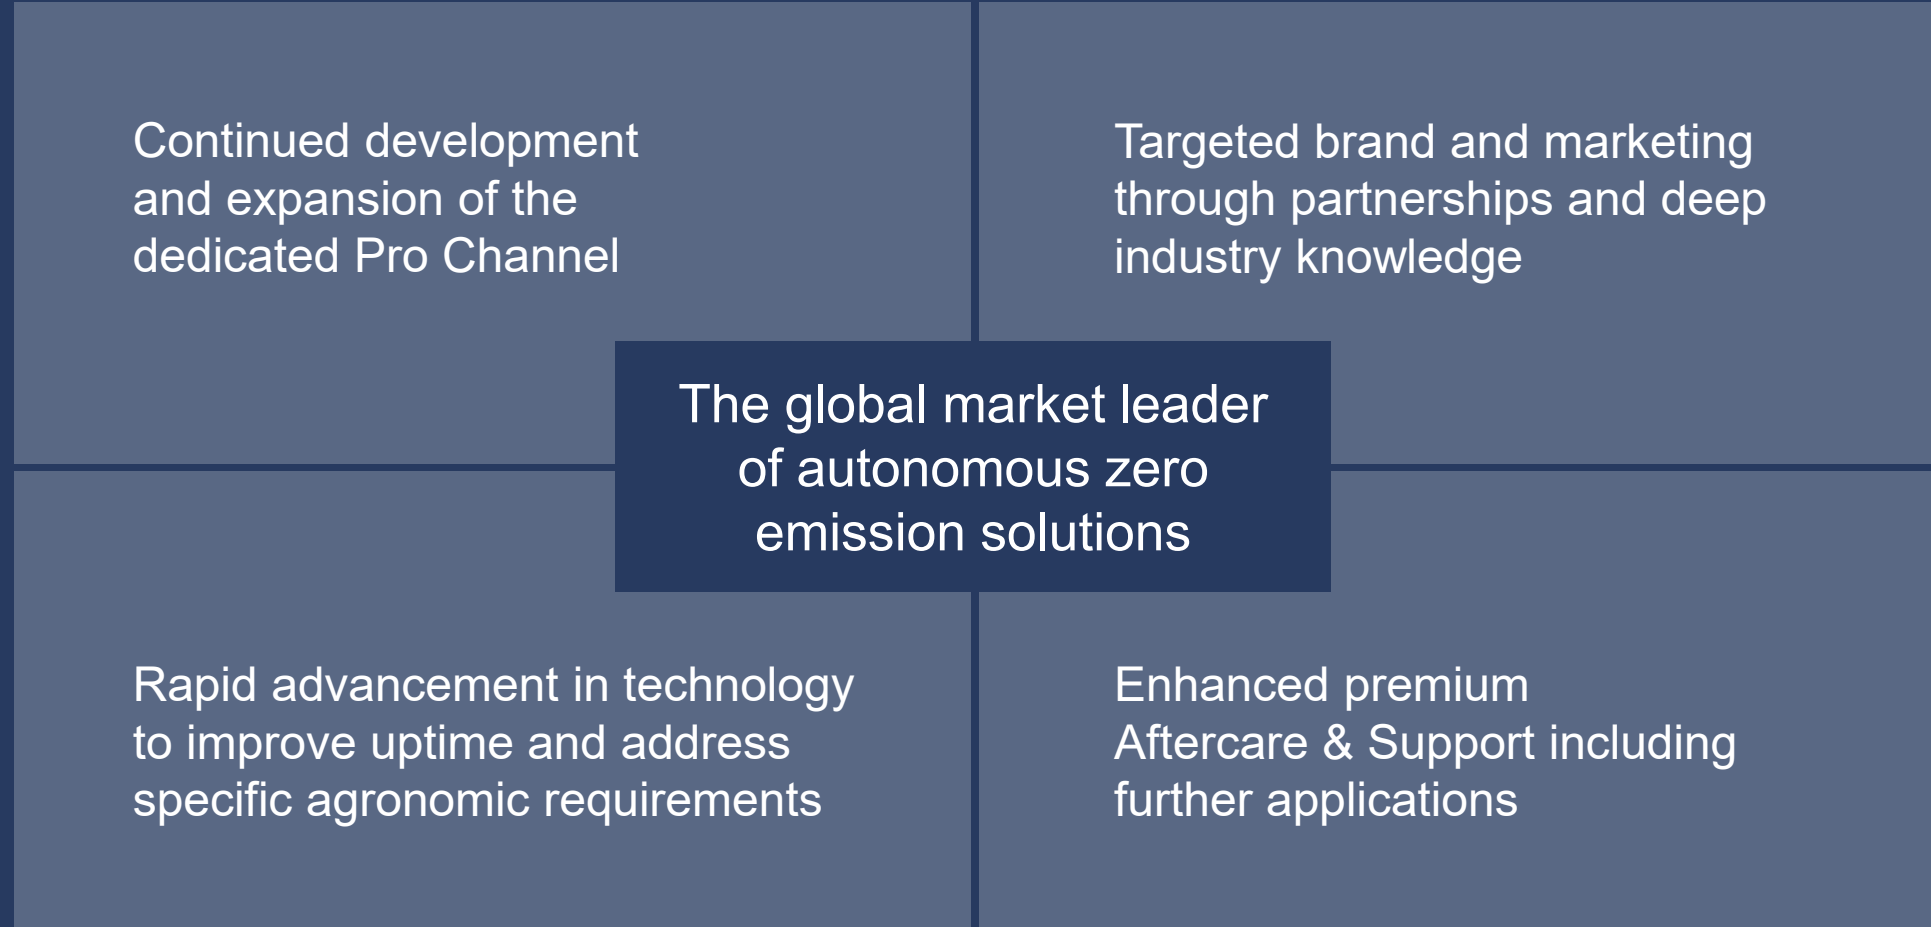 Continued development
and expansion of the
dedicated Pro Channel
Targeted brand and marketing
through partnerships and deep
industry knowledge
The global market leader
of autonomous zero
emission solutions
Rapid advancement in technology
to improve uptime and address
specific agronomic requirements
Enhanced premium
Aftercare & Support including
further applications